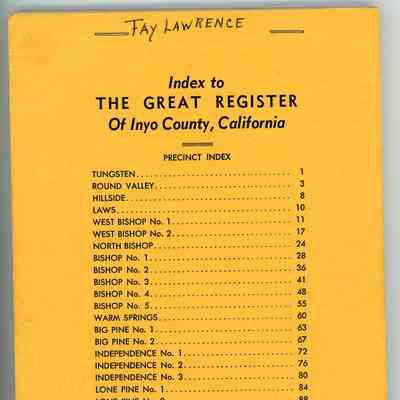 FAY LAWRENCE
Index to
THE GREAT REGISTER
Of Inyo County, California
PRECINCT INDEX
TUNGSTEN 1
ROUND VALLEY 3
HILLSIDE 8
LAWS 10
WEST BISHOP No. 1 11
WEST BISHOP No. 2 17
NORTH BISHOP 24
BISHOP No. 1 28
BISHOP No. 2 36
BISHOP No. 3 41
BISHOP No. 4 48
BISHOP No. 5 55
WARM SPRINGS 60
BIG PINE No. 1 63
BIG PINE No. 2 67
INDEPENDENCE No. 1 72
INDEPENDENCE No. 2 76
INDEPENDENCE No. 3 80
LONE PINE No. 1 84
88